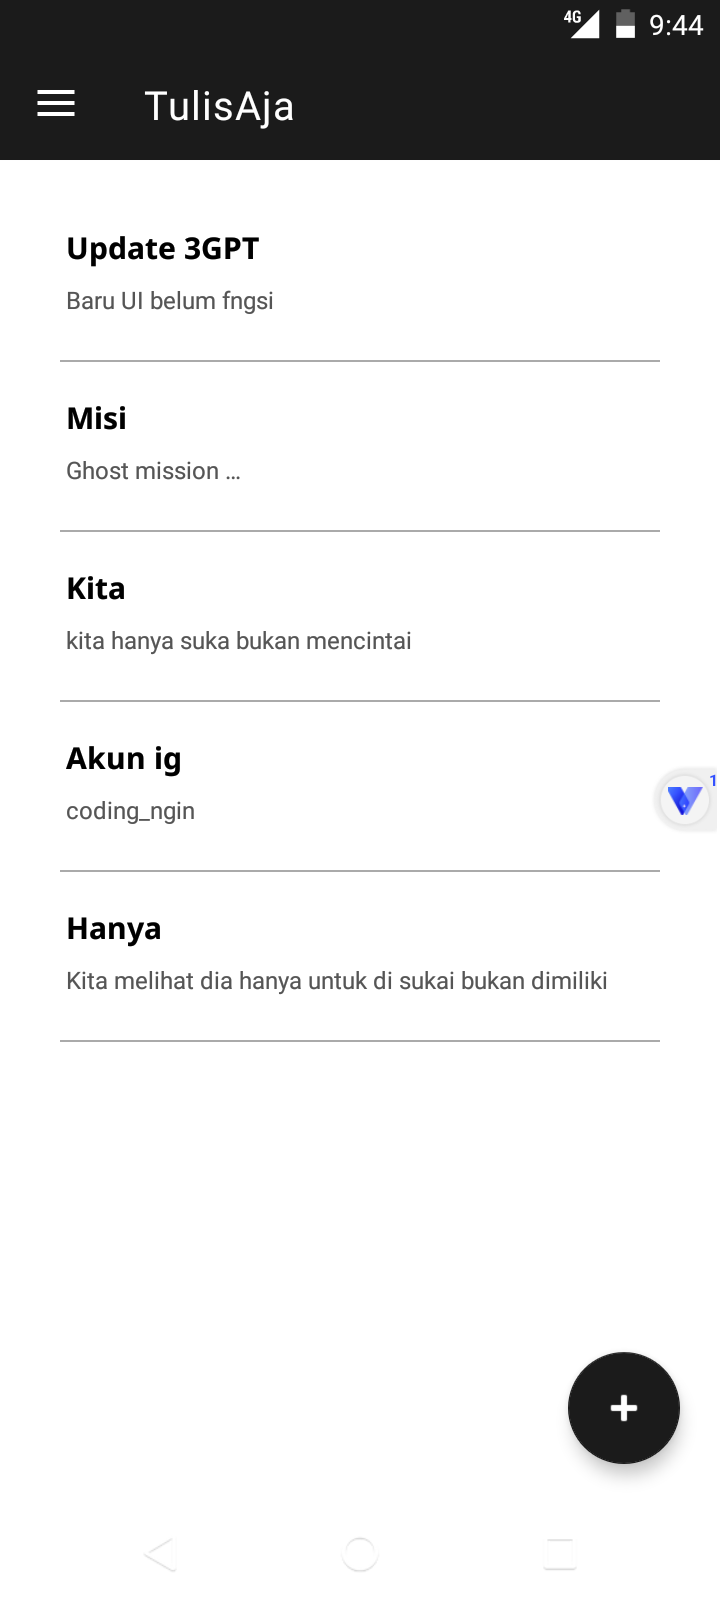 4G 9:44
TulisAja
Update 3GPT
Baru UI belum fngsi
Misi
Ghost mission ...
Kita
kita hanya suka bukan mencintai
Akun ig
coding_ngin
1
Hanya
Kita melihat dia hanya untuk di sukai bukan dimiliki